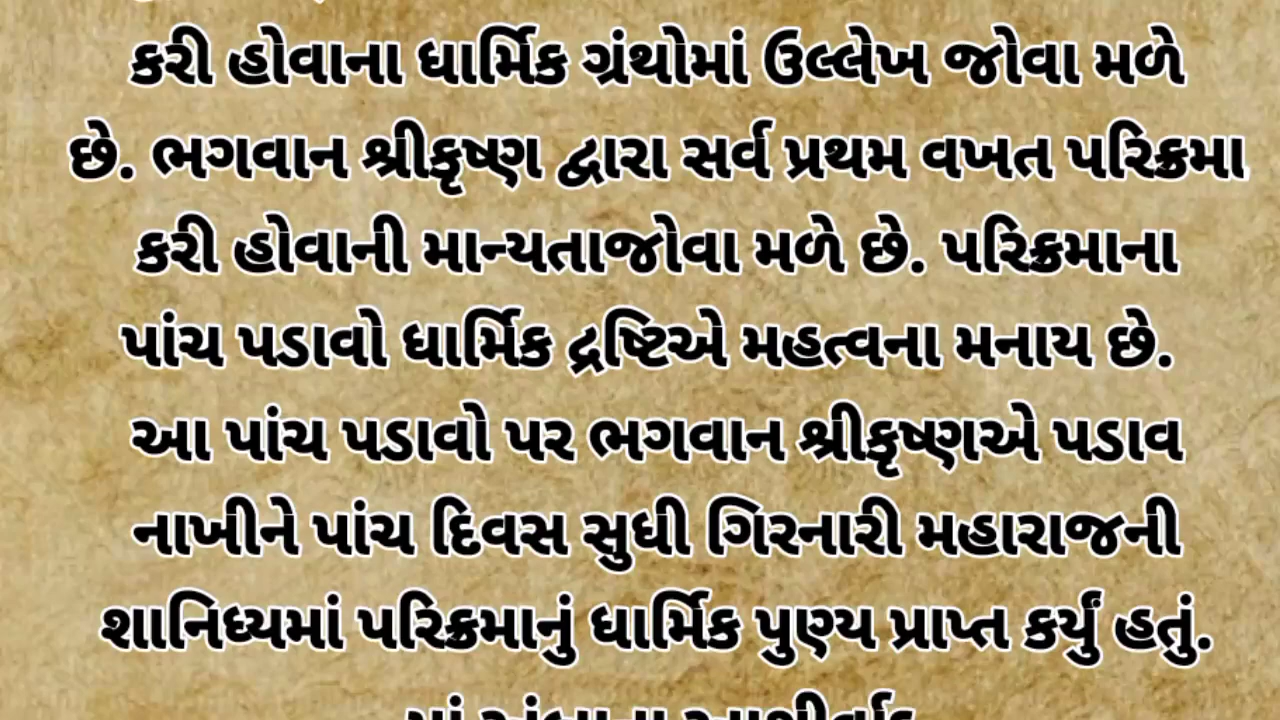 કરી હોવાના ધાર્મિક ગ્રંથોમાં ઉલ્લેખ જોવા મળે
છે. ભગવાન શ્રીકૃષ્ણ દ્વારા સર્વ પ્રથમ વખત પરિક્રમા
કરી હોવાની માન્યતાજોવા મળે છે. પરિક્રમાના
પાંચ પડાવો ધાર્મિક દ્રષ્ટિએ મહત્વના મનાય છે.
આ પાંચ પડાવો પર ભગવાન શ્રીકૃષ્ણએ પડાવ
નાખીને પાંચ દિવસ સુધી ગિરનારી મહારાજની
શાનિધ્યમાં પરિક્રમાનું ધાર્મિક પુણ્ય પ્રાપ્ત કર્યું હતું.